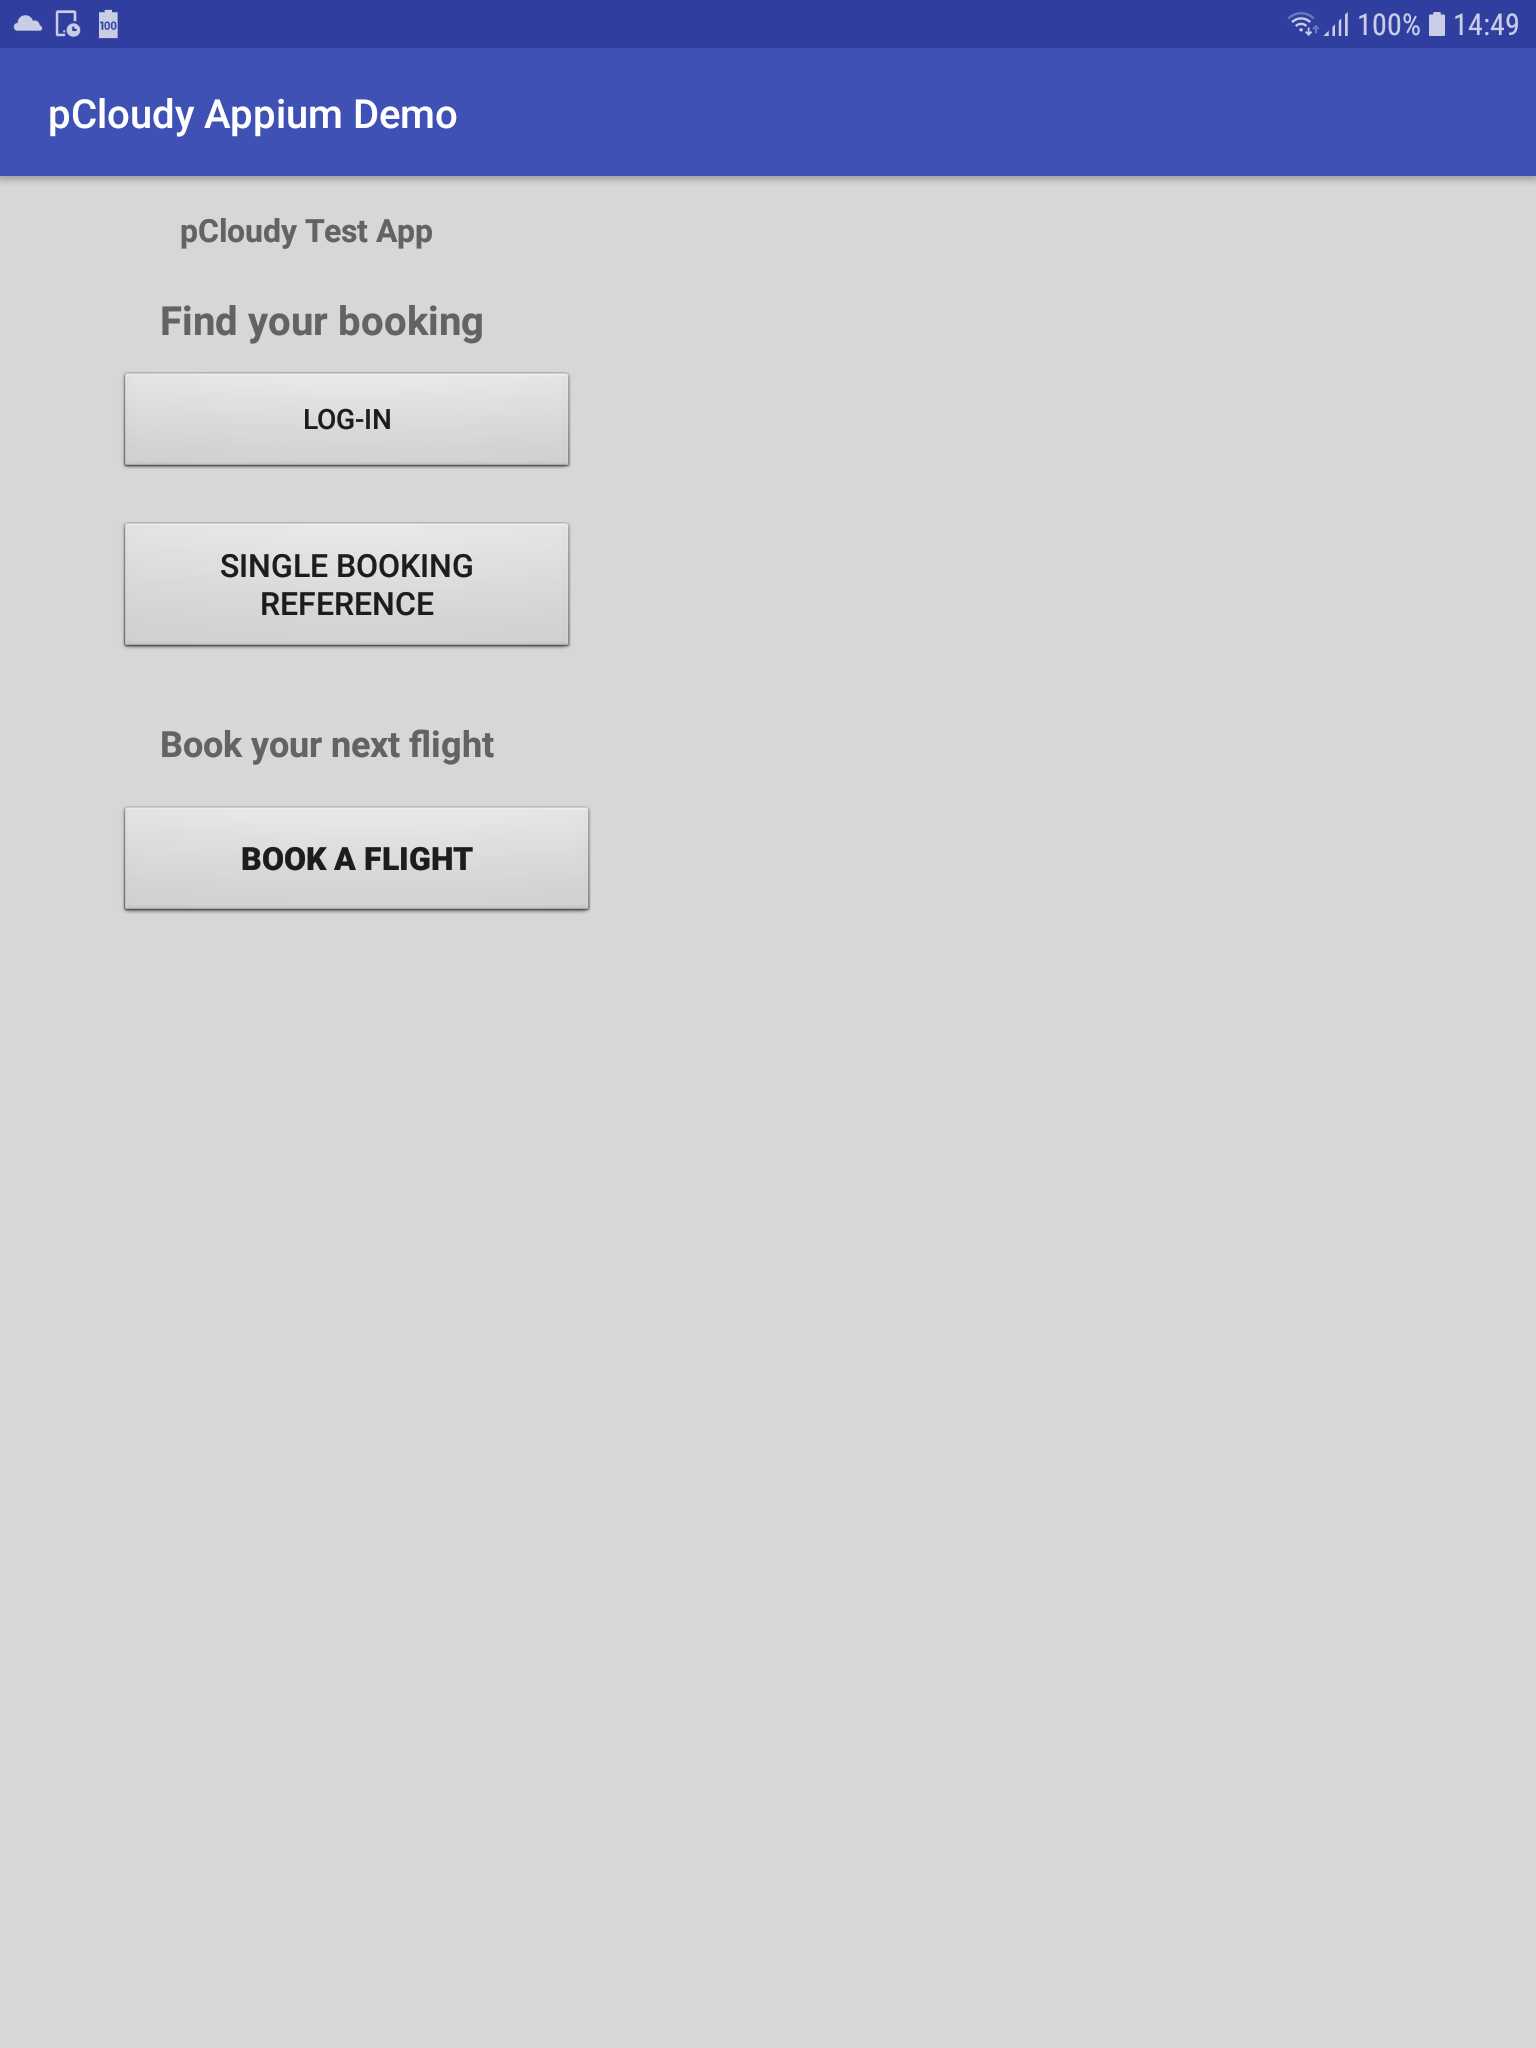 100 100% 14:49
pCloudy Appium Demo
pCloudy Test App
Find your booking
LOG-IN
SINGLE BOOKING
REFERENCE
Book your next flight
BOOK A FLIGHT